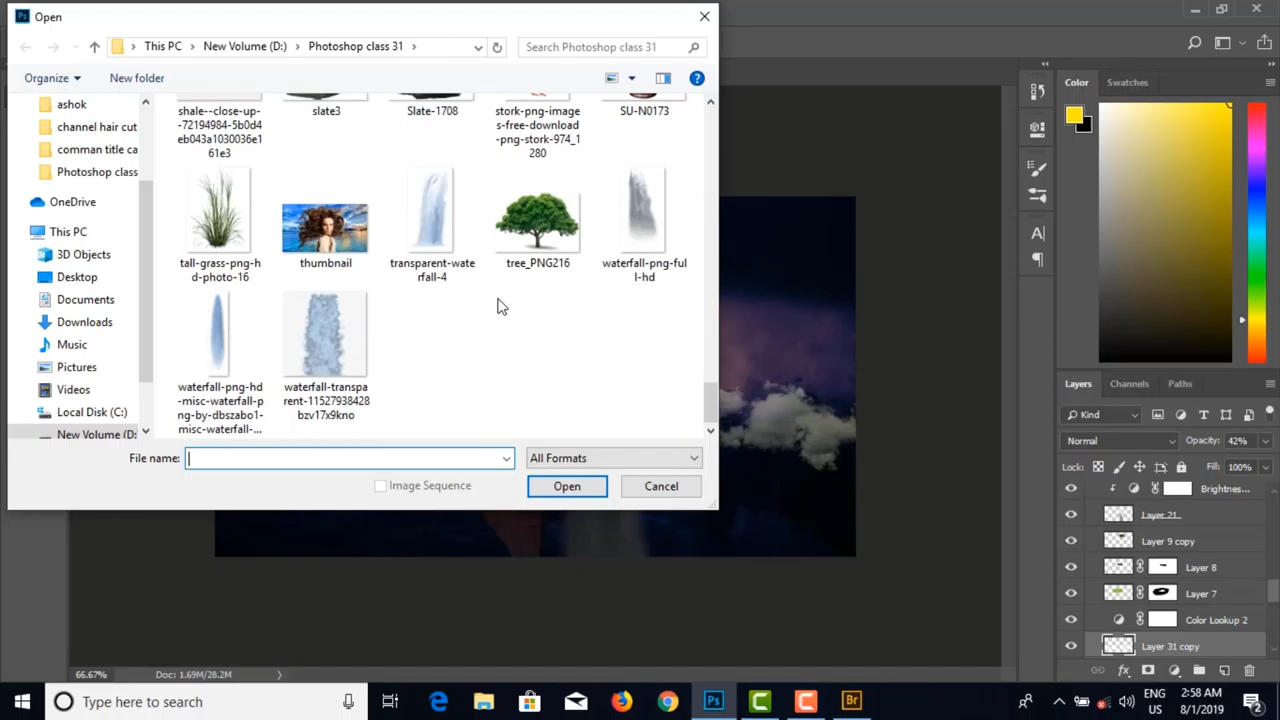 Ps Open
This PC New Volume (D:) Photoshop class 31
Search Photoshop class 31
Organize
New folder
ashok
channel hair cut
comman title ca
Photoshop class
OneDrive
This PC
3D Objects
Desktop
Documents
Downloads
Music
Pictures
Videos
Local Disk (C:)
New Volume (D:
shale--close-up-
-72194984-5b0d4
eb043a1030036e1
61e3
slate3
Slate-1708
stork-png-image
s-free-download
-png-stork-974_1
280
SU-N0173
tall-grass-png-h
d-photo-16
thumbnail
transparent-wate
rfall-4
tree_PNG216
waterfall-png-ful
l-hd
waterfall-png-hd
-misc-waterfall-p
ng-by-dbszabo1-
misc-waterfall-...
waterfall-transpa
rent-11527938428
bzv17x9kno
File name:
All Formats
Image Sequence
Open
Cancel
Color
Swatches
Layers
Channels
Paths
Kind
Normal
Opacity: 42%
Lock:
Fill: 100%
Brightnes...
Layer 21
Layer 9 copy
Layer 8
Layer 7
Color Lookup 2
Layer 31 copy
fx
66.67%
Doc: 1.69M/28.2M
Type here to search
Ps
Br
ENG
US
2:58 AM
8/1/2019
2